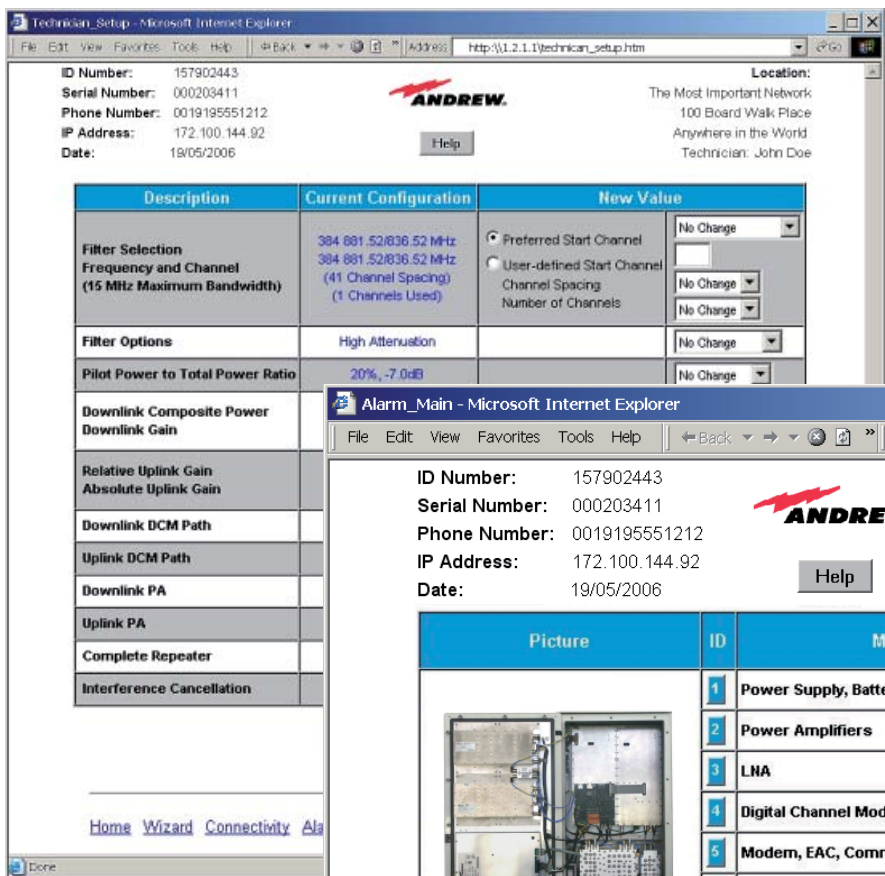 Technician_Setup - Microsoft Internet Explorer
File Edit View Favorites Tools Help Back » Address http:\\1.2.1.1\technican_setup.htm Go
ID Number: 157902443
Serial Number: 000203411
Phone Number: 0019195551212
IP Address: 172.100.144.92
Date: 19/05/2006
ANDREW.
Help
Location:
The Most Important Network
100 Board Walk Place
Anywhere in the World
Technician: John Doe
Description Current Configuration New Value
Filter Selection
Frequency and Channel
(15 MHz Maximum Bandwidth)
384 881.52/836.52 MHz
384 881.52/836.52 MHz
(41 Channel Spacing)
(1 Channels Used)
Preferred Start Channel
User-defined Start Channel
Channel Spacing
Number of Channels
No Change
No Change
No Change
Filter Options High Attenuation No Change
Pilot Power to Total Power Ratio 20%, -7.0dB No Change
Downlink Composite Power
Downlink Gain
Relative Uplink Gain
Absolute Uplink Gain
Downlink DCM Path
Uplink DCM Path
Downlink PA
Uplink PA
Complete Repeater
Interference Cancellation
Home Wizard Connectivity Ala
Done
Alarm_Main - Microsoft Internet Explorer
File Edit View Favorites Tools Help Back »
ID Number: 157902443
Serial Number: 000203411
Phone Number: 0019195551212
IP Address: 172.100.144.92
Date: 19/05/2006
ANDRE
Help
Picture ID M
1 Power Supply, Batte
2 Power Amplifiers
3 LNA
4 Digital Channel Mod
5 Modem, EAC, Comm